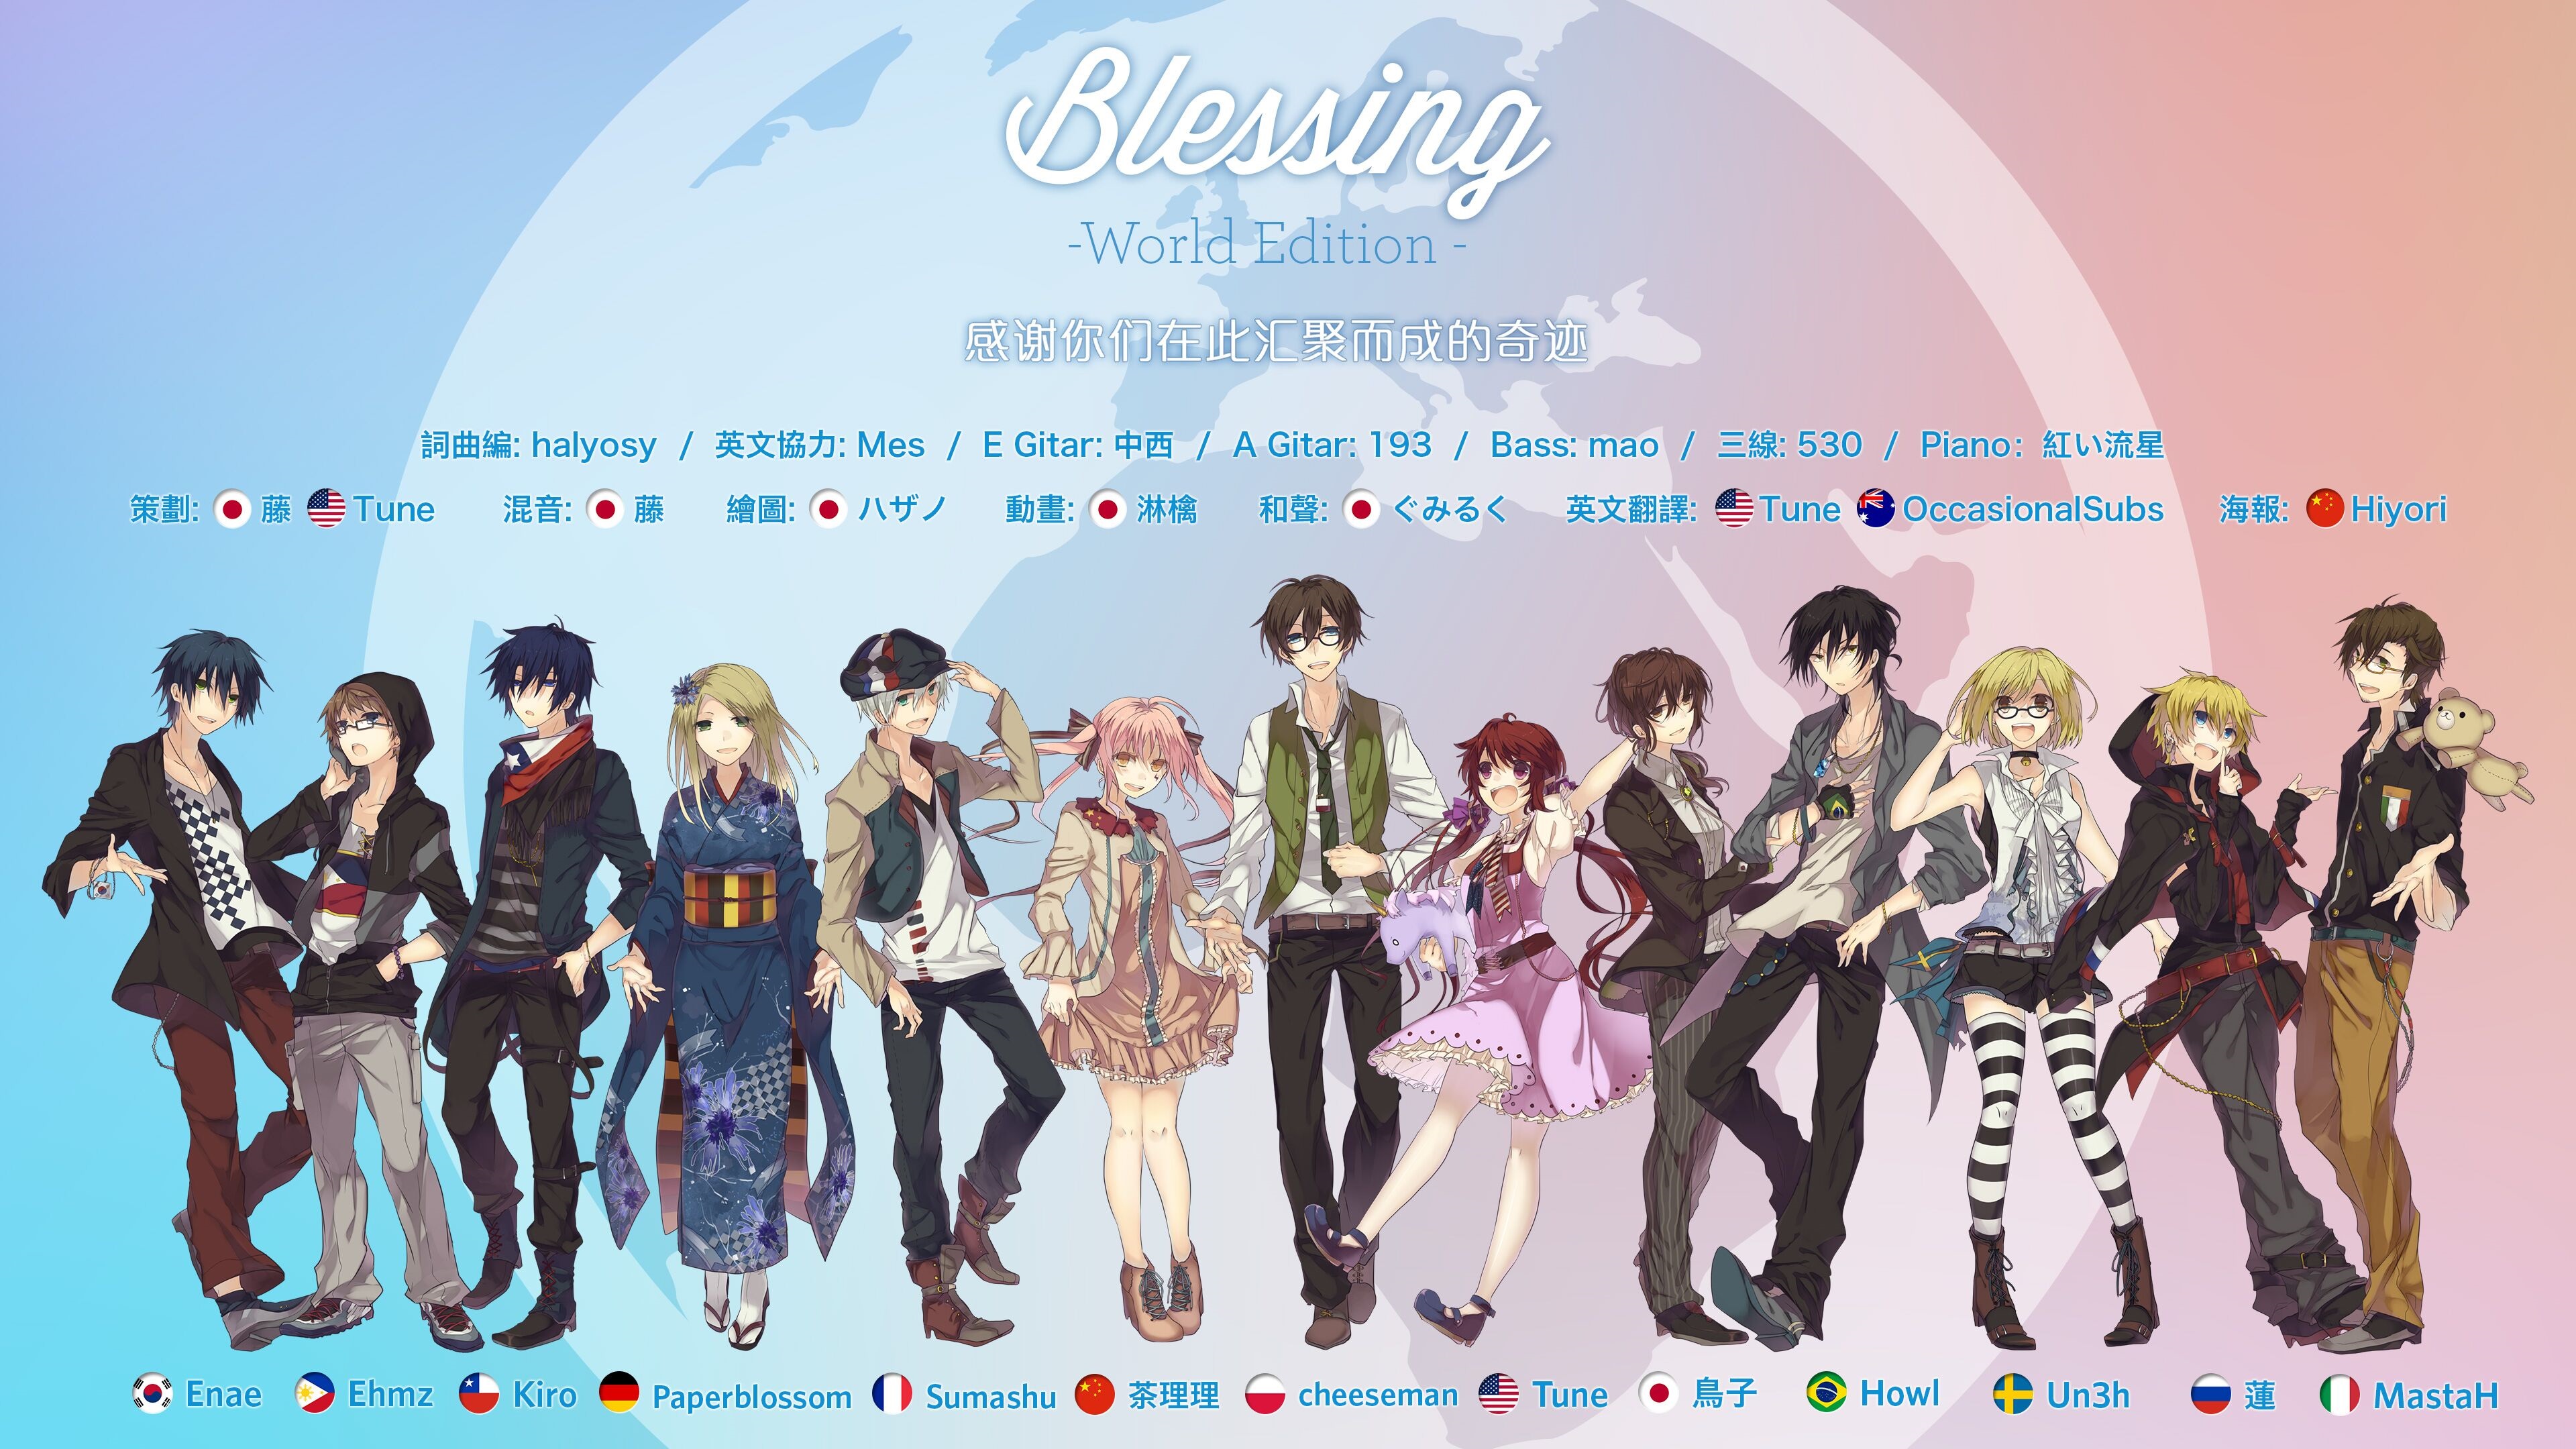 Blessing
-World Edition -
感谢你们在此汇聚而成的奇迹
詞曲編: halyosy / 英文協力: Mes / E Gitar: 中西 / A Gitar: 193 / Bass: mao / 三線: 530 / Piano: 紅い流星
策劃: 藤 Tune 混音: 藤 繪圖: ハザノ 動畫: 淋檎 和聲: ぐみるく 英文翻譯: Tune OccasionalSubs 海報: Hiyori
Enae Ehmz Kiro Paperblossom Sumashu 茶理理 cheeseman Tune 鳥子 Howl Un3h 蓮 MastaH